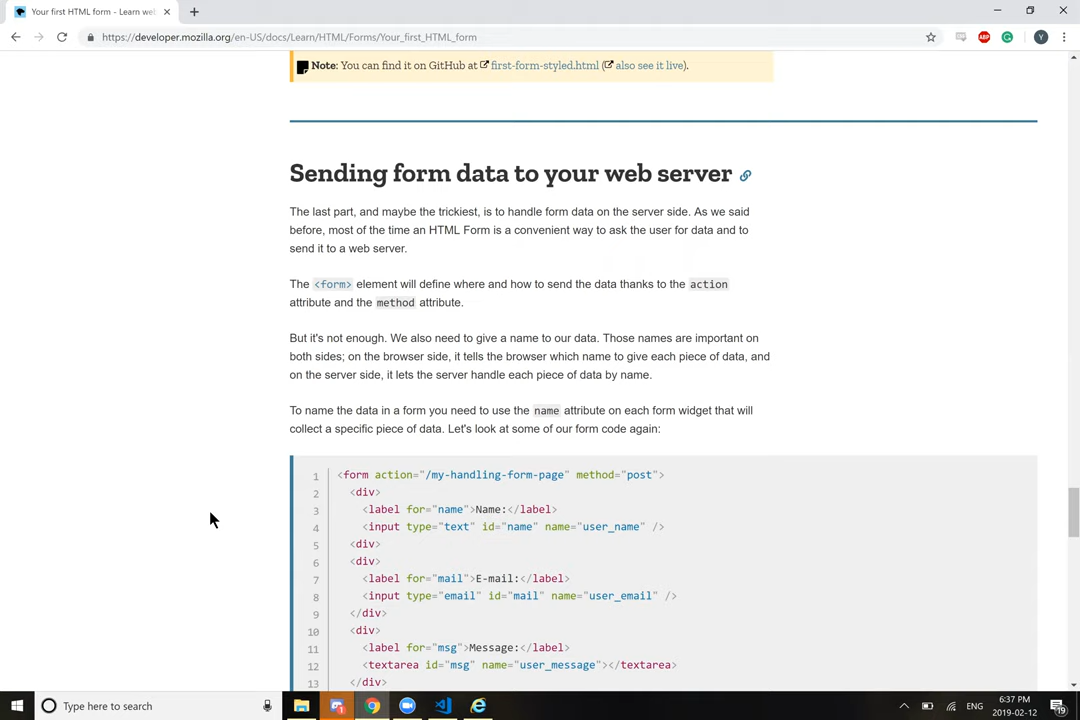 Your first HTML form - Learn we
https://developer.mozilla.org/en-US/docs/Learn/HTML/Forms/Your_first_HTML_form
ABP
G
Y
Note: You can find it on GitHub at first-form-styled.html (also see it live).
Sending form data to your web server
The last part, and maybe the trickiest, is to handle form data on the server side. As we said
before, most of the time an HTML Form is a convenient way to ask the user for data and to
send it to a web server.
The <form> element will define where and how to send the data thanks to the action
attribute and the method attribute.
But it's not enough. We also need to give a name to our data. Those names are important on
both sides; on the browser side, it tells the browser which name to give each piece of data, and
on the server side, it lets the server handle each piece of data by name.
To name the data in a form you need to use the name attribute on each form widget that will
collect a specific piece of data. Let's look at some of our form code again:
1 <form action="/my-handling-form-page" method="post">
2 <div>
3 <label for="name">Name:</label>
4 <input type="text" id="name" name="user_name" />
5 <div>
6 <div>
7 <label for="mail">E-mail:</label>
8 <input type="email" id="mail" name="user_email" />
9 </div>
10 <div>
11 <label for="msg">Message:</label>
12 <textarea id="msg" name="user_message"></textarea>
13 </div>
Type here to search
ENG
6:37 PM
2019-02-12
19